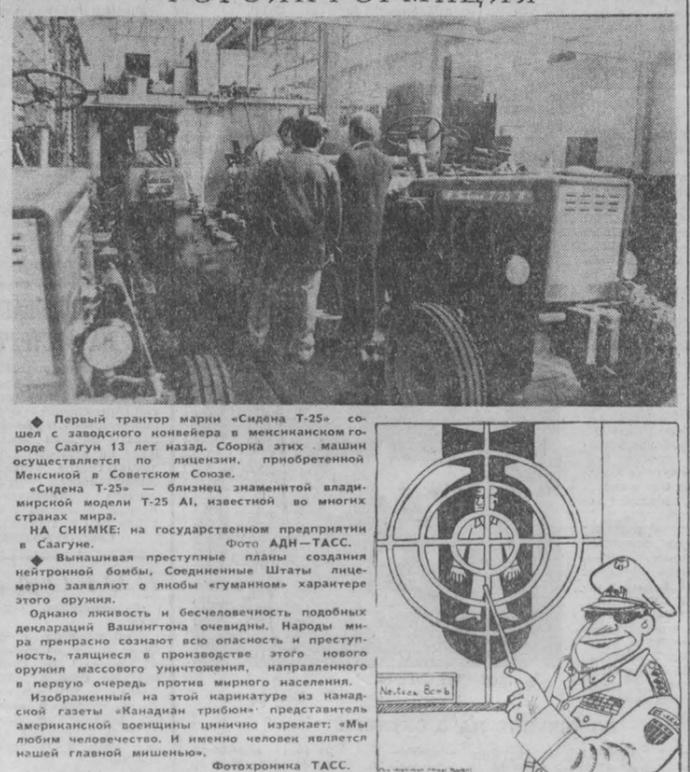 ФОТОИНФОРМАЦИЯ
◆ Первый трактор марки «Сидена Т-25» со-
шел с заводского конвейера в мексиканском го-
роде Саагун 13 лет назад. Сборка этих машин
осуществляется по лицензии, приобретенной
Мексикой в Советском Союзе.
«Сидена Т-25» — близнец знаменитой влади-
мирской модели Т-25 АI, известной во многих
странах мира.
НА СНИМКЕ: на государственном предприятии
в Саагуне. Фото АДН—ТАСС.
◆ Вынашивая преступные планы создания
нейтронной бомбы, Соединенные Штаты лице-
мерно заявляют о якобы «гуманном» характере
этого оружия.
Однако лживость и бесчеловечность подобных
деклараций Вашингтона очевидны. Народы ми-
ра прекрасно сознают всю опасность и преступ-
ность, таящиеся в производстве этого нового
оружия массового уничтожения, направленного
в первую очередь против мирного населения.
Изображенный на этой карикатуре из канад-
ской газеты «Канадиан трибюн» представитель
американской военщины цинично изрекает: «Мы
любим человечество. И именно человек является
нашей главной мишенью».
Фотохроника ТАСС.
Neutron Bomb